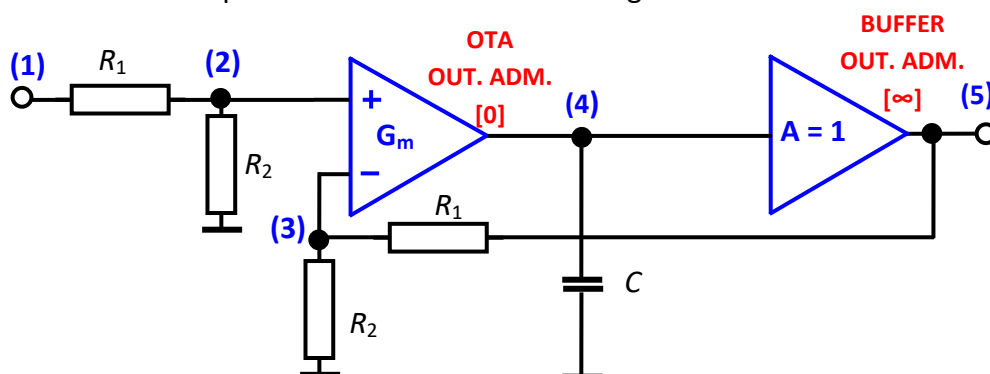 BUFFER
OTA
OUT. ADM.
OUT. ADM.
(1)
R1
(2)
[0]
(4)
[∞]
(5)
+
Gm
A = 1
R2
−
R1
(3)
C
R2